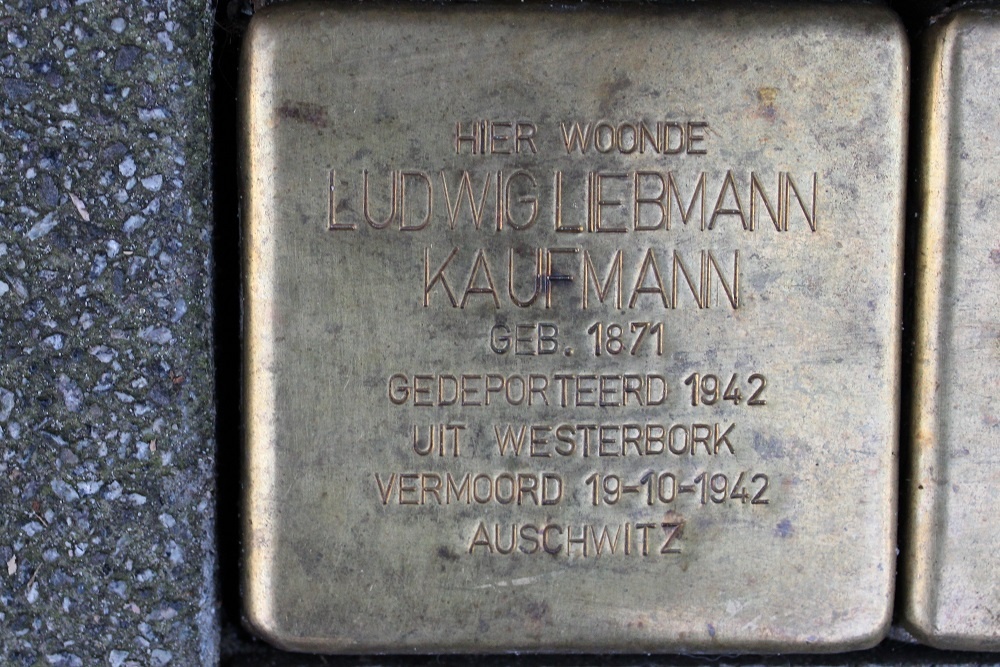 HIER WOONDE
LUDWIG LIEBMANN
KAUFMANN
GEB. 1871
GEDEPORTEERD 1942
UIT WESTERBORK
VERMOORD 19-10-1942
AUSCHWITZ